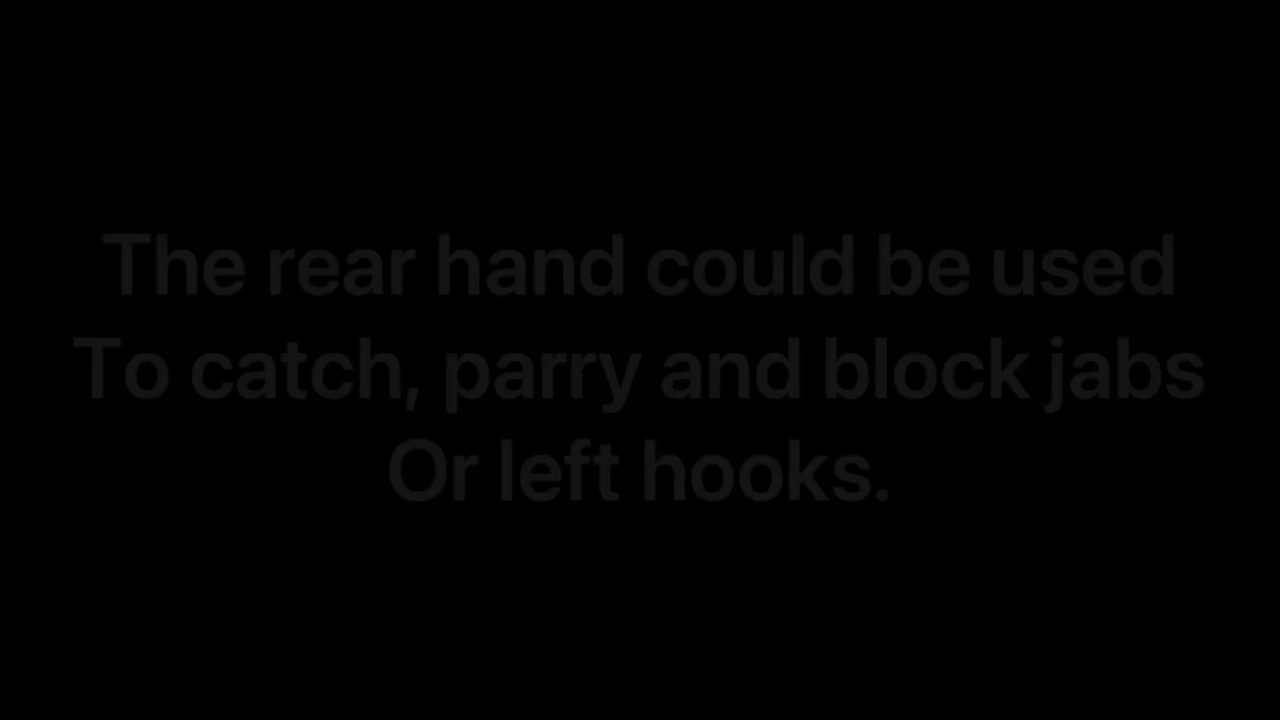 The rear hand could be used
To catch, parry and block jabs
Or left hooks.